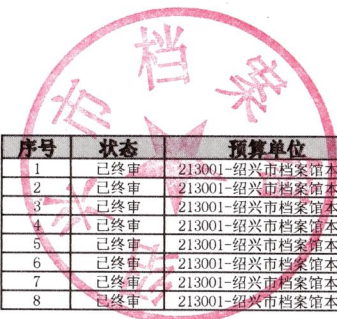 绍兴市档案馆
序号 状态 预算单位
1 已终审 213001-绍兴市档案馆本
2 已终审 213001-绍兴市档案馆本
3 已终审 213001-绍兴市档案馆本
4 已终审 213001-绍兴市档案馆本
5 已终审 213001-绍兴市档案馆本
6 已终审 213001-绍兴市档案馆本
7 已终审 213001-绍兴市档案馆本
8 已终审 213001-绍兴市档案馆本